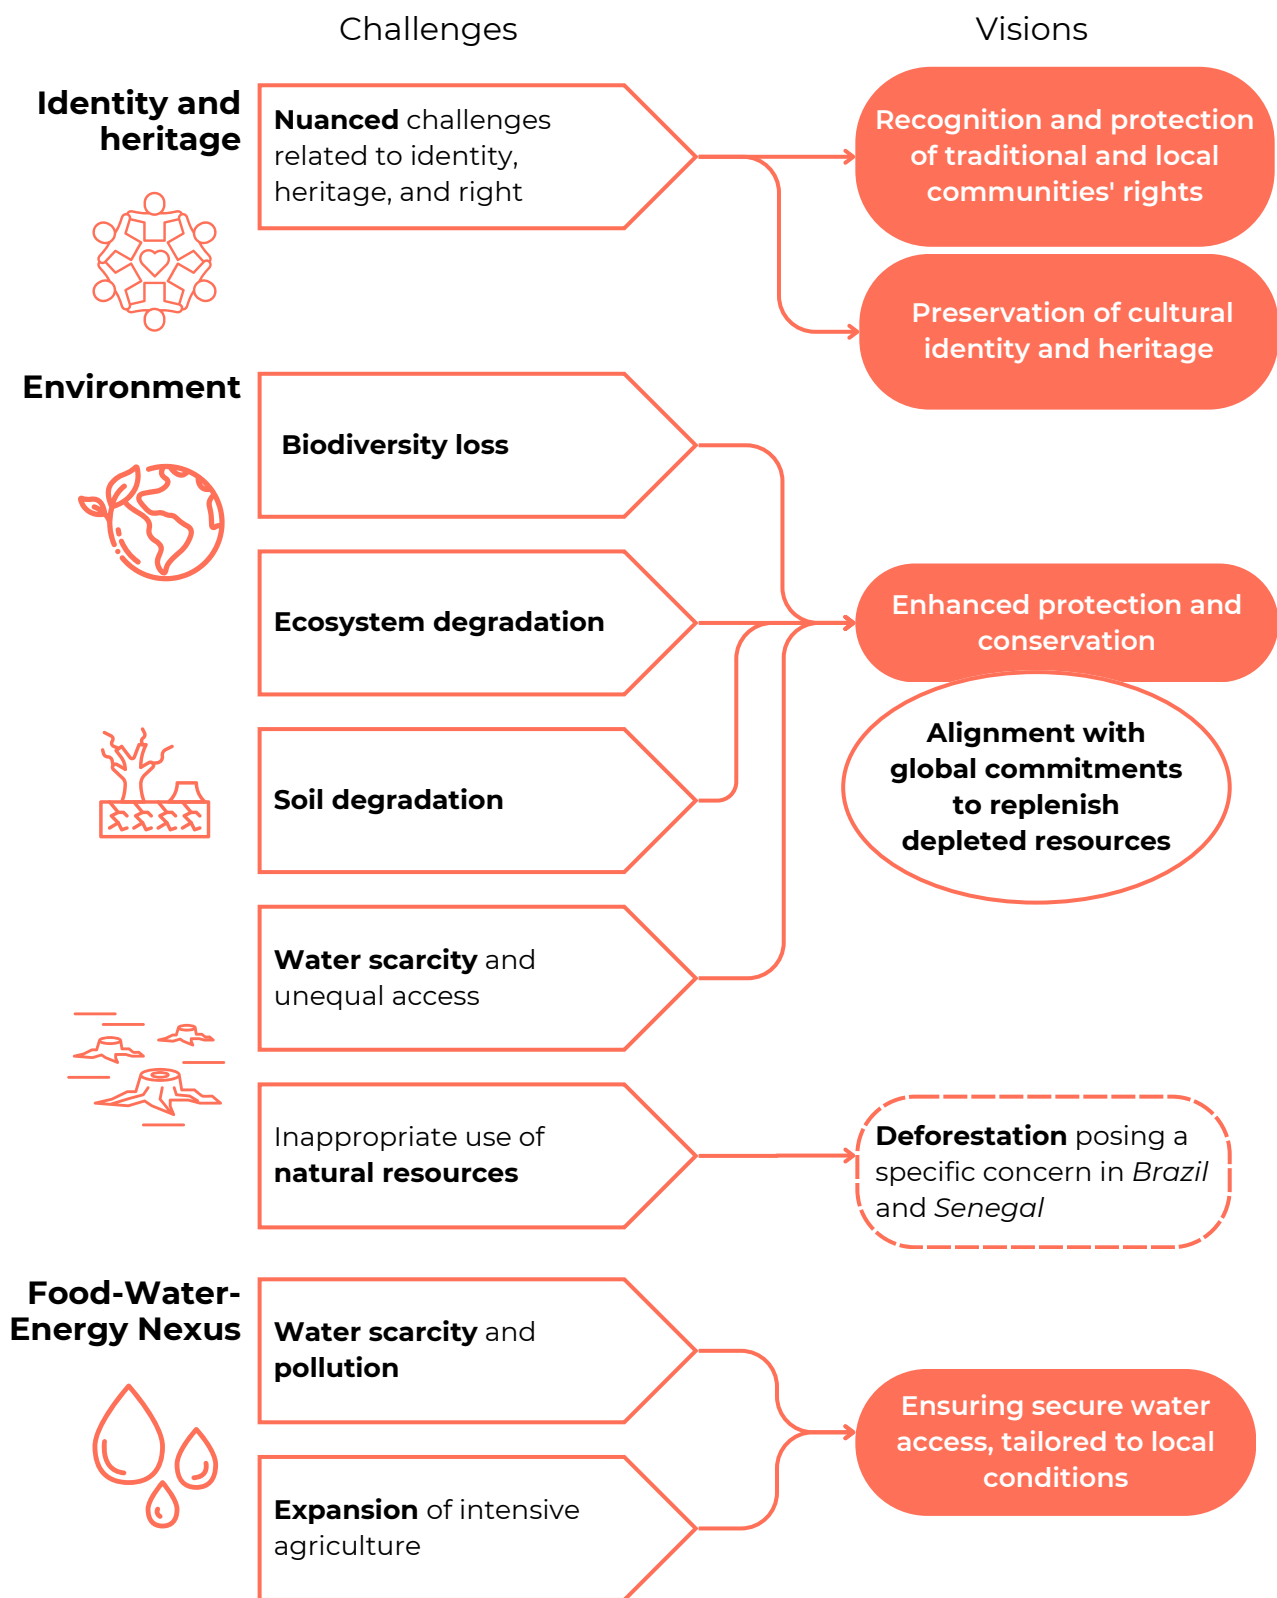 Challenges
Visions
Identity and
heritage
Nuanced challenges
related to identity,
heritage, and right
Recognition and protection
of traditional and local
communities' rights
Preservation of cultural
identity and heritage
Environment
Biodiversity loss
Ecosystem degradation
Enhanced protection and
conservation
Alignment with
global commitments
to replenish
depleted resources
Soil degradation
Water scarcity and
unequal access
Inappropriate use of
natural resources
Deforestation posing a
specific concern in Brazil
and Senegal
Food-Water-
Energy Nexus
Water scarcity and
pollution
Ensuring secure water
access, tailored to local
conditions
Expansion of intensive
agriculture